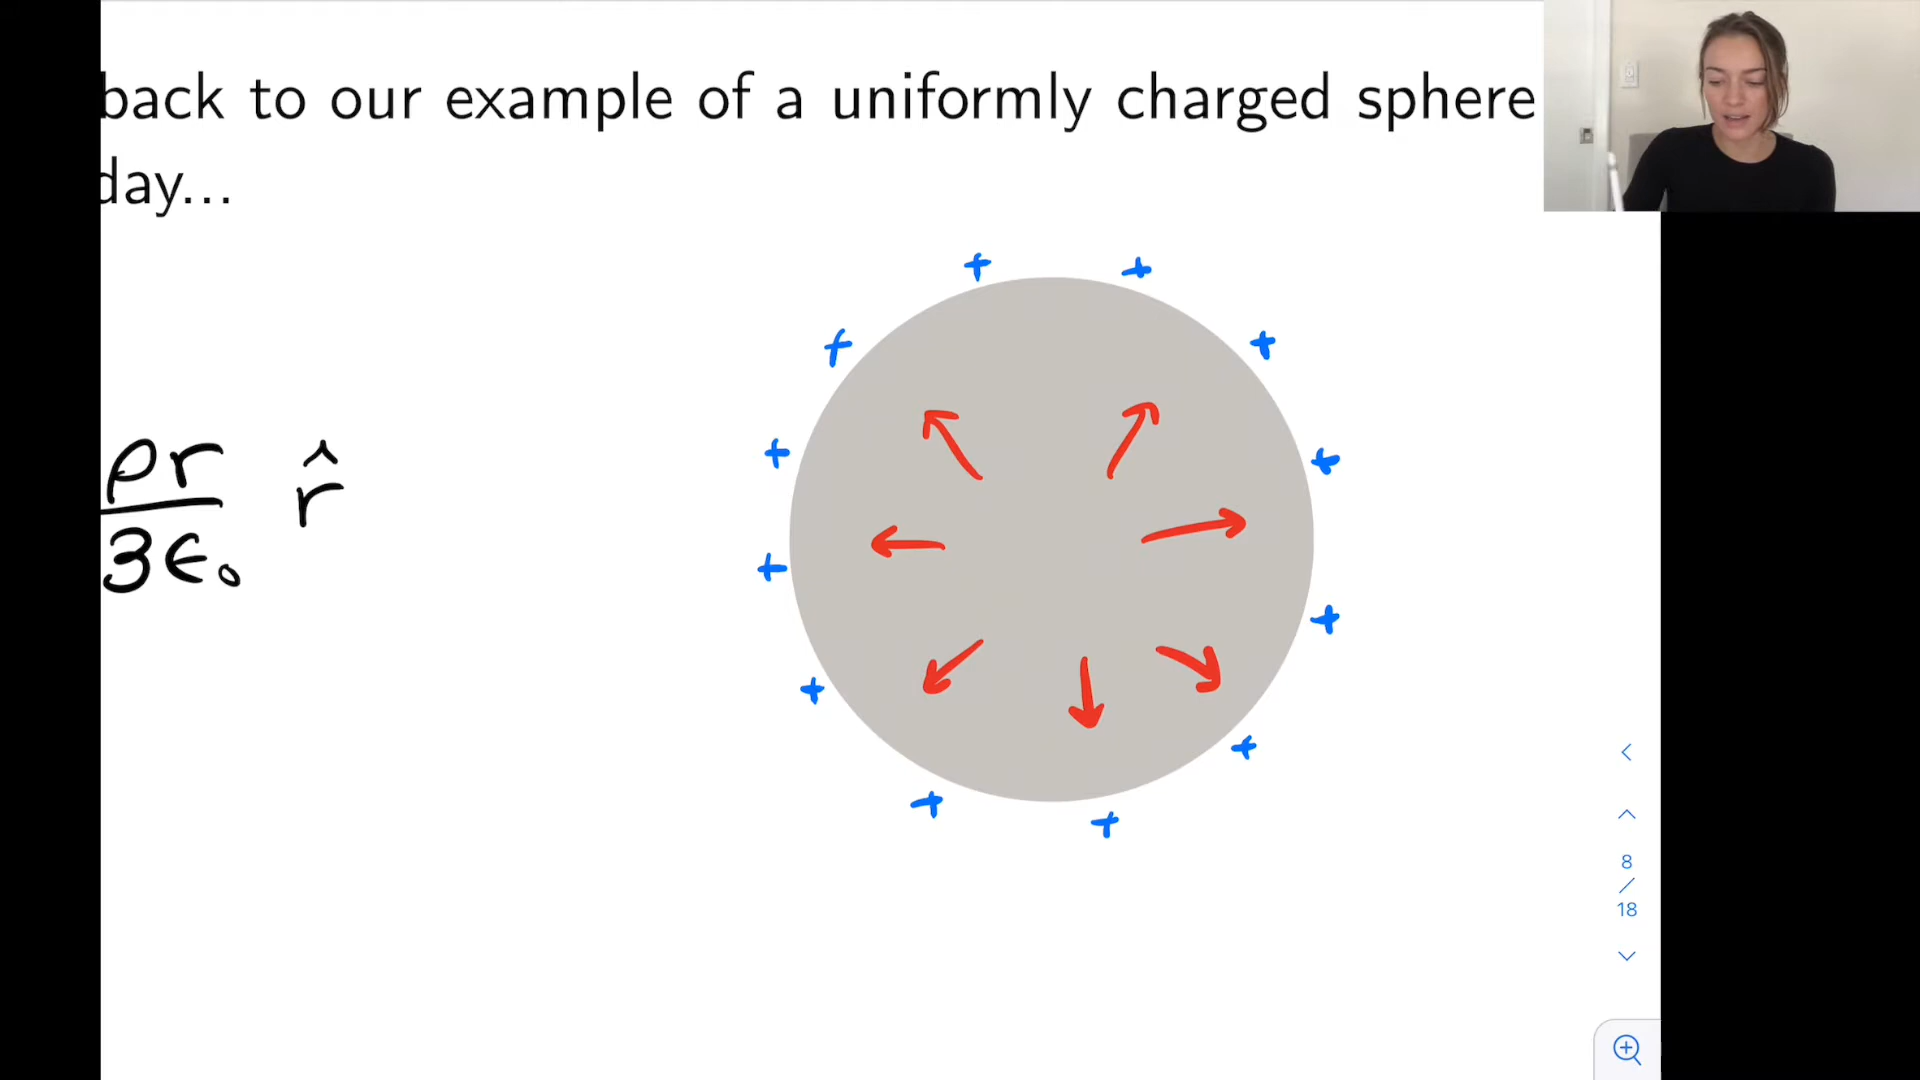 back to our example of a uniformly charged sphere
day...
ρr
3ϵ₀
r̂
+ +
+ +
+ +
+ +
+ +
+ +
8
/
18